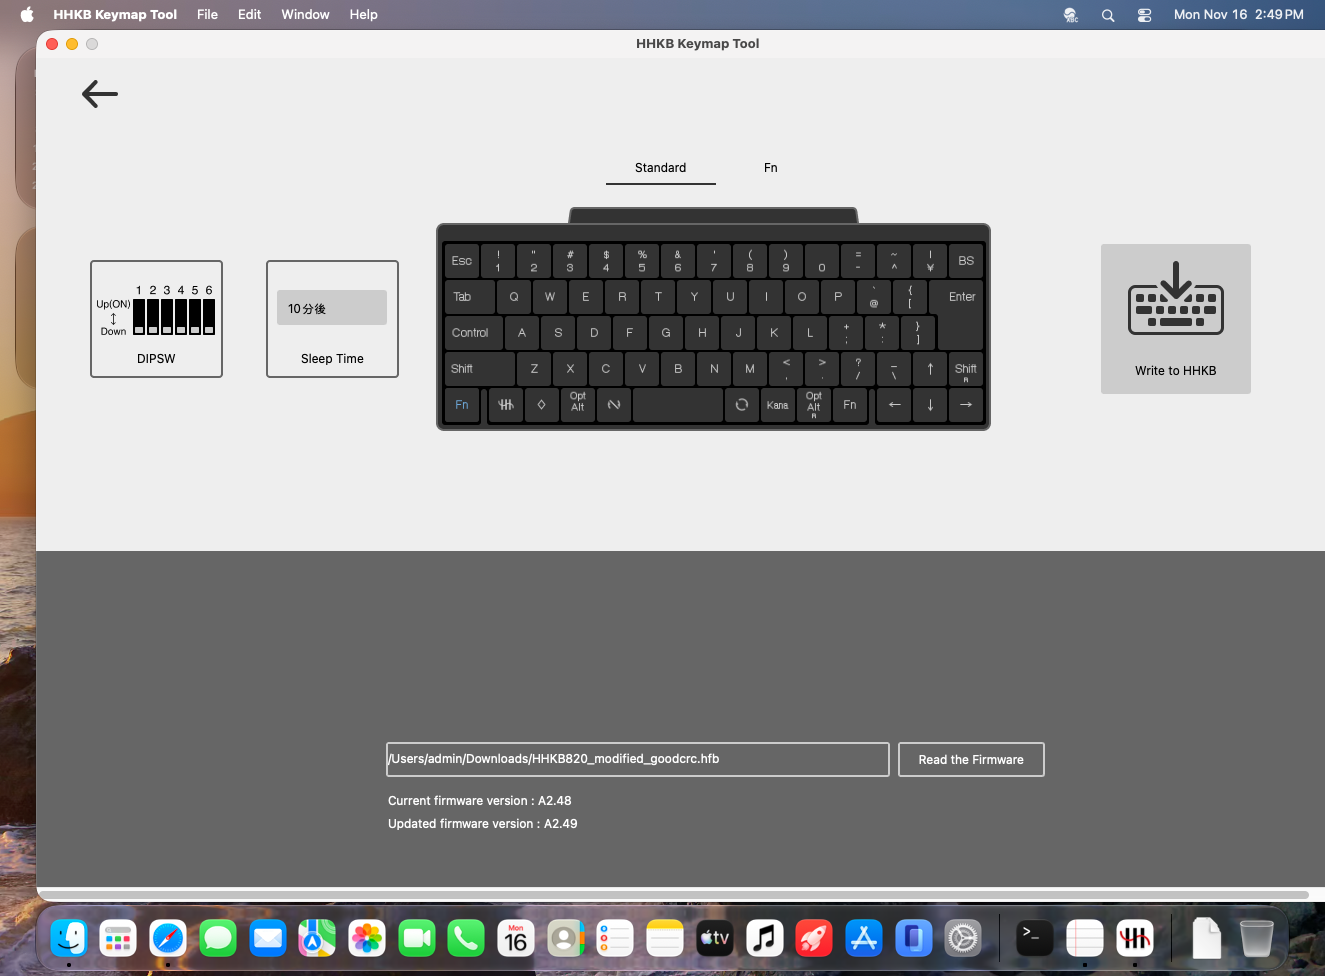 HHKB Keymap Tool File Edit Window Help
ABC
Mon Nov 16 2:49 PM
HHKB Keymap Tool
Standard Fn
1 2 3 4 5 6
Up(ON)
Down
DIPSW
10分後
Sleep Time
Esc ! 1 " 2 # 3 $ 4 % 5 & 6 ' 7 ( 8 ) 9 0 = - ~ ^ | ¥ BS
Tab Q W E R T Y U I O P ` @ { [ Enter
Control A S D F G H J K L + ; * : } ]
Shift Z X C V B N M < , > . ? / _ \ ↑ Shift R
Fn ◇ Opt Alt Kana Opt Alt R Fn ← ↓ →
Write to HHKB
/Users/admin/Downloads/HHKB820_modified_goodcrc.hfb
Read the Firmware
Current firmware version : A2.48
Updated firmware version : A2.49
Mon
16
tv
>_